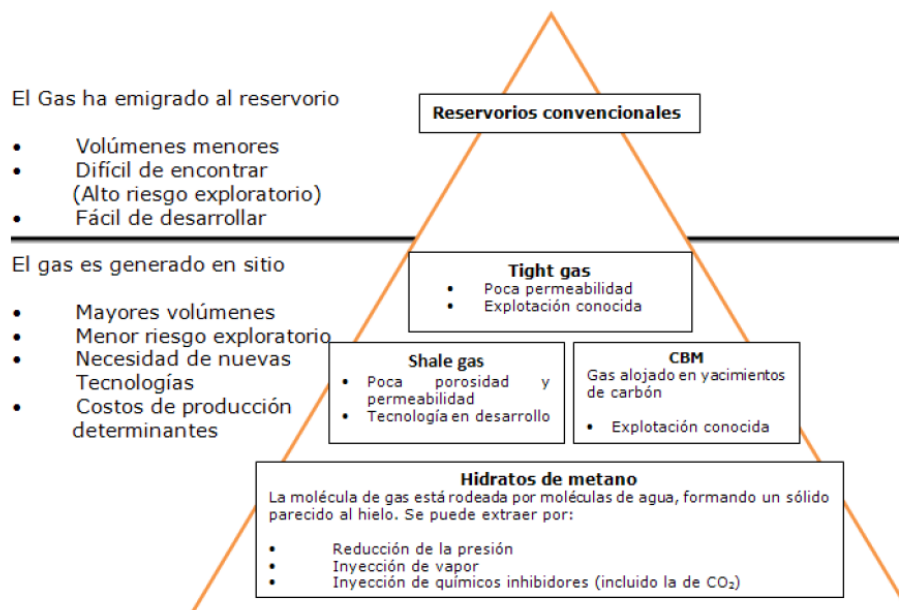 El Gas ha emigrado al reservorio
• Volúmenes menores
• Difícil de encontrar
(Alto riesgo exploratorio)
• Fácil de desarrollar
Reservorios convencionales
El gas es generado en sitio
• Mayores volúmenes
• Menor riesgo exploratorio
• Necesidad de nuevas
Tecnologías
• Costos de producción
determinantes
Tight gas
• Poca permeabilidad
• Explotación conocida
Shale gas
• Poca porosidad y
permeabilidad
• Tecnología en desarrollo
CBM
Gas alojado en yacimientos
de carbón
• Explotación conocida
Hidratos de metano
La molécula de gas está rodeada por moléculas de agua, formando un sólido
parecido al hielo. Se puede extraer por:
• Reducción de la presión
• Inyección de vapor
• Inyección de químicos inhibidores (incluido la de CO₂)